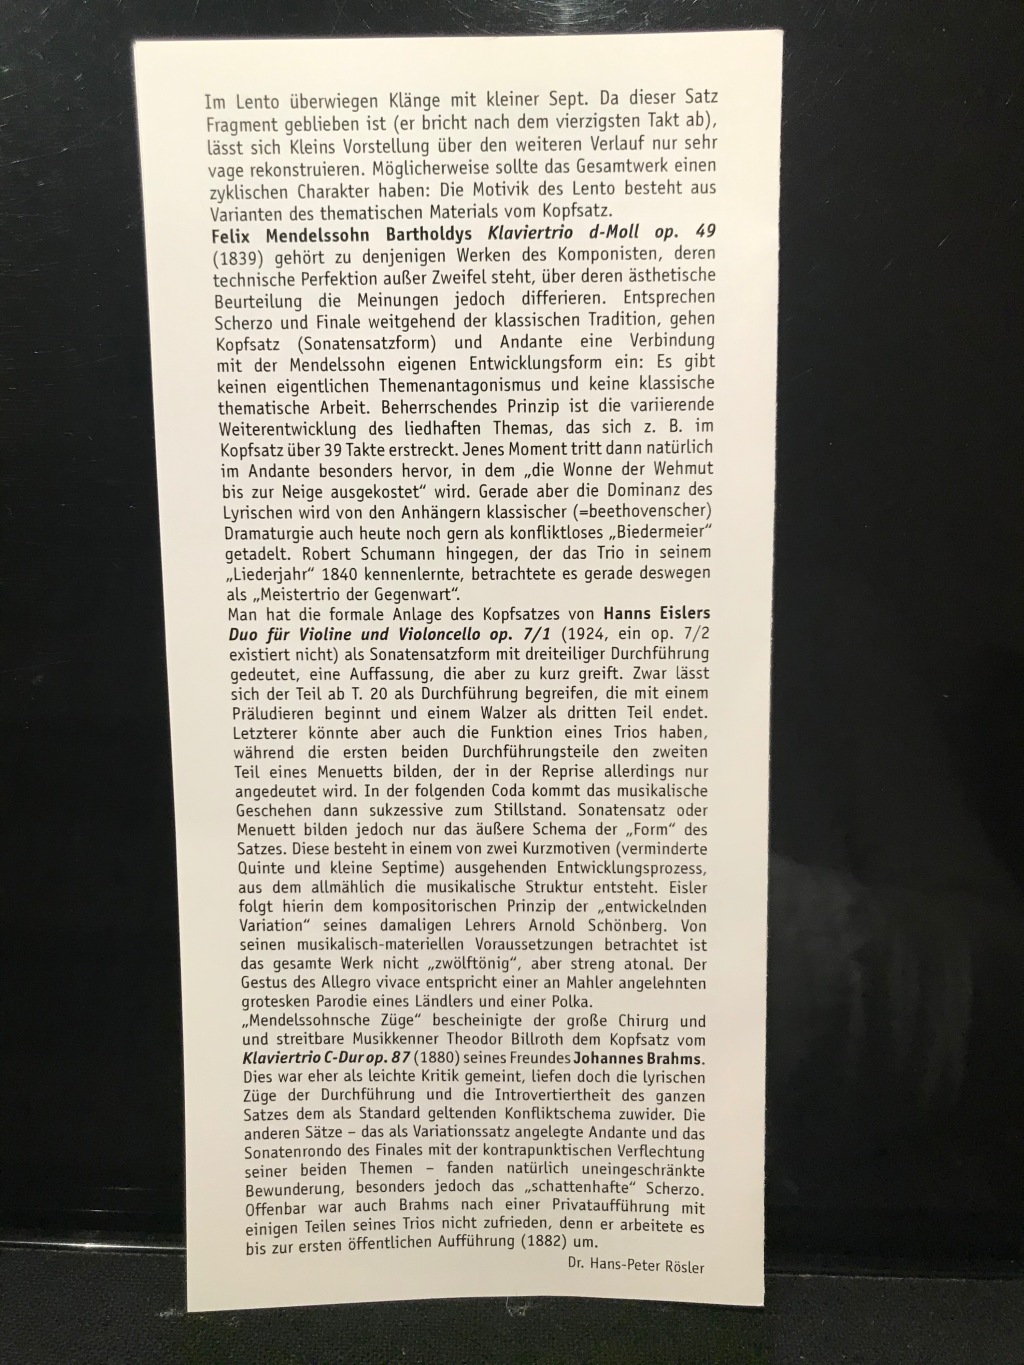 Im Lento überwiegen Klänge mit kleiner Sept. Da dieser Satz
Fragment geblieben ist (er bricht nach dem vierzigsten Takt ab),
lässt sich Kleins Vorstellung über den weiteren Verlauf nur sehr
vage rekonstruieren. Möglicherweise sollte das Gesamtwerk einen
zyklischen Charakter haben: Die Motivik des Lento besteht aus
Varianten des thematischen Materials vom Kopfsatz.
Felix Mendelssohn Bartholdys Klaviertrio d-Moll op. 49
(1839) gehört zu denjenigen Werken des Komponisten, deren
technische Perfektion außer Zweifel steht, über deren ästhetische
Beurteilung die Meinungen jedoch differieren. Entsprechen
Scherzo und Finale weitgehend der klassischen Tradition, gehen
Kopfsatz (Sonatensatzform) und Andante eine Verbindung
mit der Mendelssohn eigenen Entwicklungsform ein: Es gibt
keinen eigentlichen Themenantagonismus und keine klassische
thematische Arbeit. Beherrschendes Prinzip ist die variierende
Weiterentwicklung des liedhaften Themas, das sich z. B. im
Kopfsatz über 39 Takte erstreckt. Jenes Moment tritt dann natürlich
im Andante besonders hervor, in dem „die Wonne der Wehmut
bis zur Neige ausgekostet“ wird. Gerade aber die Dominanz des
Lyrischen wird von den Anhängern klassischer (=beethovenscher)
Dramaturgie auch heute noch gern als konfliktloses „Biedermeier“
getadelt. Robert Schumann hingegen, der das Trio in seinem
„Liederjahr“ 1840 kennenlernte, betrachtete es gerade deswegen
als „Meistertrio der Gegenwart“.
Man hat die formale Anlage des Kopfsatzes von Hanns Eislers
Duo für Violine und Violoncello op. 7/1 (1924, ein op. 7/2
existiert nicht) als Sonatensatzform mit dreiteiliger Durchführung
gedeutet, eine Auffassung, die aber zu kurz greift. Zwar lässt
sich der Teil ab T. 20 als Durchführung begreifen, die mit einem
Präludieren beginnt und einem Walzer als dritten Teil endet.
Letzterer könnte aber auch die Funktion eines Trios haben,
während die ersten beiden Durchführungsteile den zweiten
Teil eines Menuetts bilden, der in der Reprise allerdings nur
angedeutet wird. In der folgenden Coda kommt das musikalische
Geschehen dann sukzessive zum Stillstand. Sonatensatz oder
Menuett bilden jedoch nur das äußere Schema der „Form“ des
Satzes. Diese besteht in einem von zwei Kurzmotiven (verminderte
Quinte und kleine Septime) ausgehenden Entwicklungsprozess,
aus dem allmählich die musikalische Struktur entsteht. Eisler
folgt hierin dem kompositorischen Prinzip der „entwickelnden
Variation“ seines damaligen Lehrers Arnold Schönberg. Von
seinen musikalisch-materiellen Voraussetzungen betrachtet ist
das gesamte Werk nicht „zwölftönig“, aber streng atonal. Der
Gestus des Allegro vivace entspricht einer an Mahler angelehnten
grotesken Parodie eines Ländlers und einer Polka.
„Mendelssohnsche Züge“ bescheinigte der große Chirurg und
und streitbare Musikkenner Theodor Billroth dem Kopfsatz vom
Klaviertrio C-Dur op. 87 (1880) seines Freundes Johannes Brahms.
Dies war eher als leichte Kritik gemeint, liefen doch die lyrischen
Züge der Durchführung und die Introvertiertheit des ganzen
Satzes dem als Standard geltenden Konfliktschema zuwider. Die
anderen Sätze – das als Variationssatz angelegte Andante und das
Sonatenrondo des Finales mit der kontrapunktischen Verflechtung
seiner beiden Themen – fanden natürlich uneingeschränkte
Bewunderung, besonders jedoch das „schattenhafte“ Scherzo.
Offenbar war auch Brahms nach einer Privataufführung mit
einigen Teilen seines Trios nicht zufrieden, denn er arbeitete es
bis zur ersten öffentlichen Aufführung (1882) um.
Dr. Hans-Peter Rösler